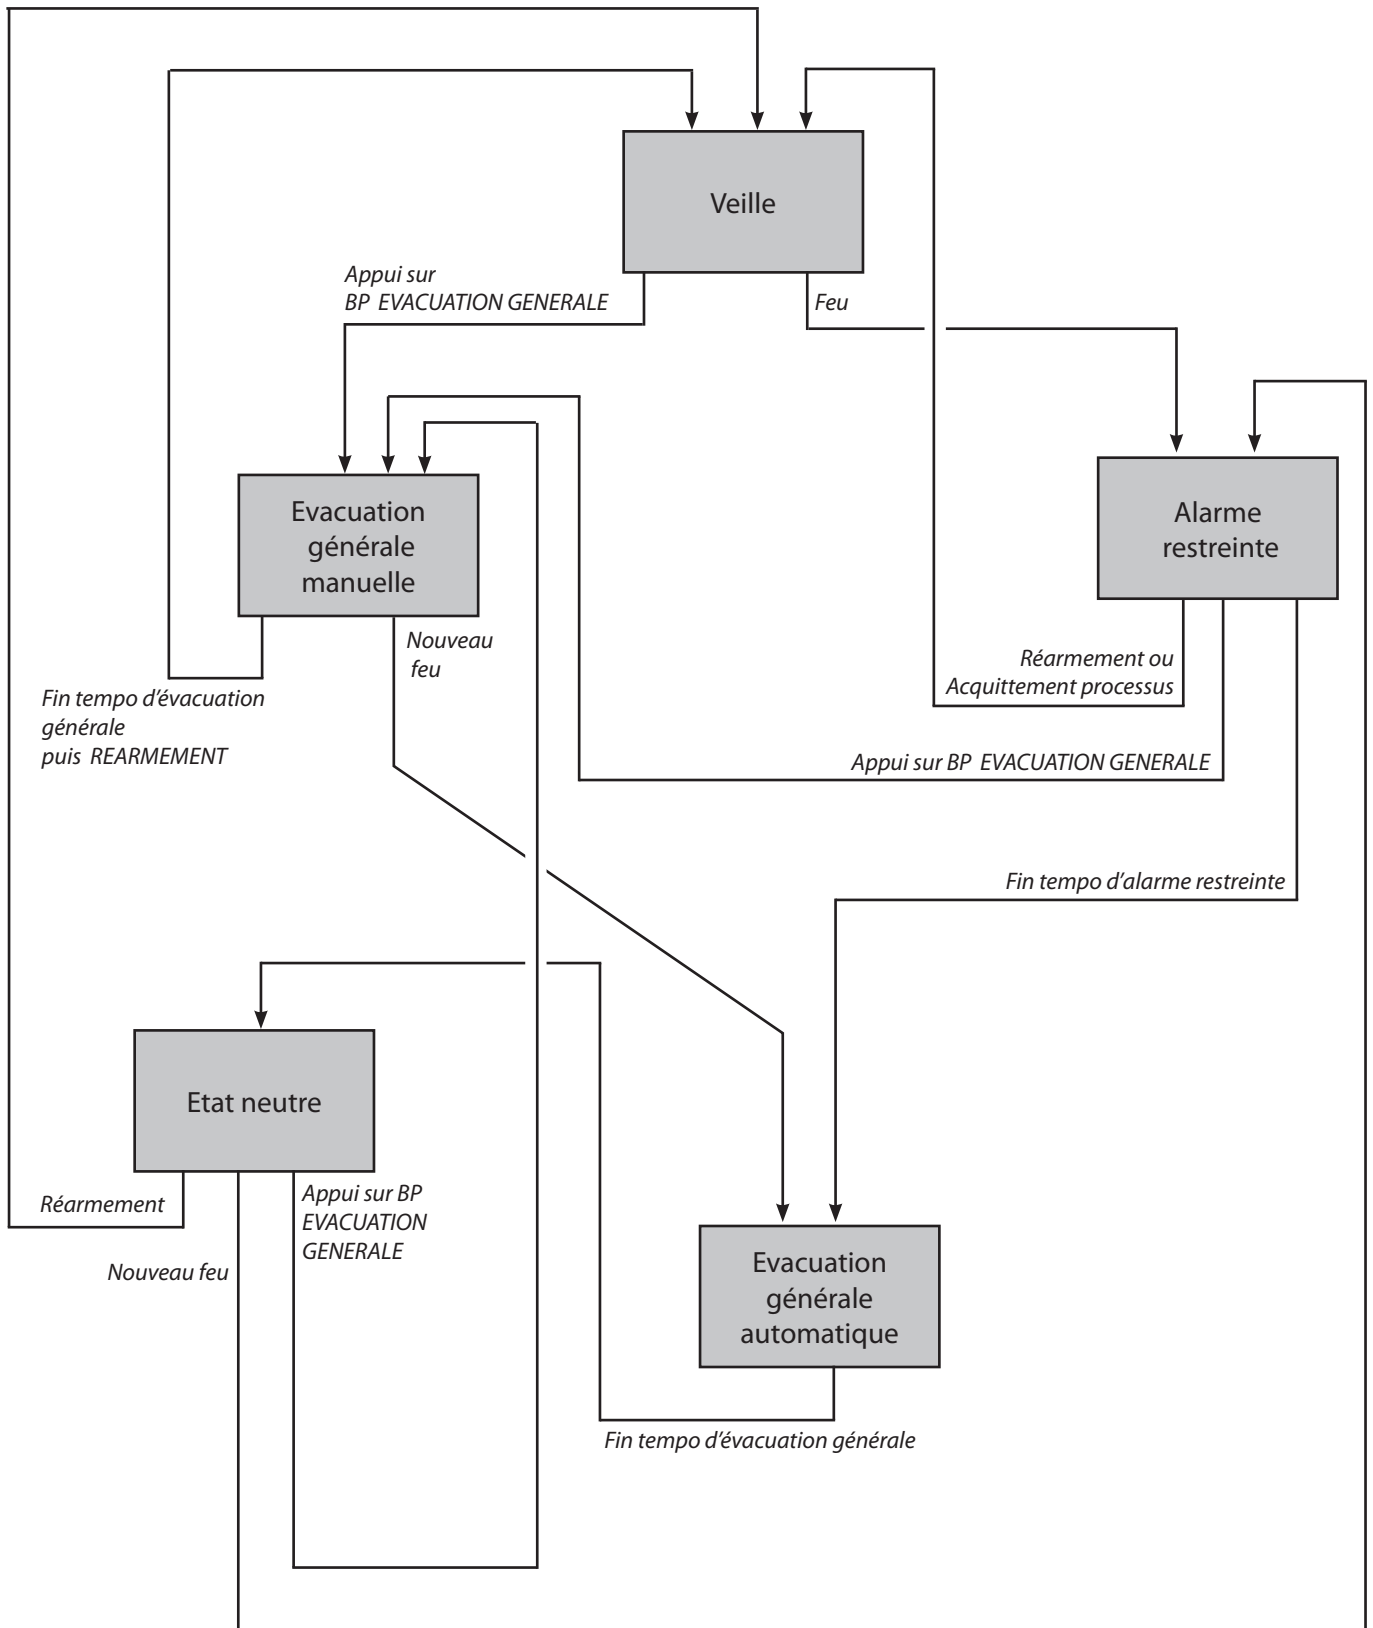 Veille
Appui sur
BP EVACUATION GENERALE
Feu
Evacuation
générale
manuelle
Alarme
restreinte
Nouveau
feu
Réarmement ou
Acquittement processus
Fin tempo d'évacuation
générale
puis REARMEMENT
Appui sur BP EVACUATION GENERALE
Fin tempo d'alarme restreinte
Etat neutre
Réarmement
Appui sur BP
EVACUATION
GENERALE
Nouveau feu
Evacuation
générale
automatique
Fin tempo d'évacuation générale